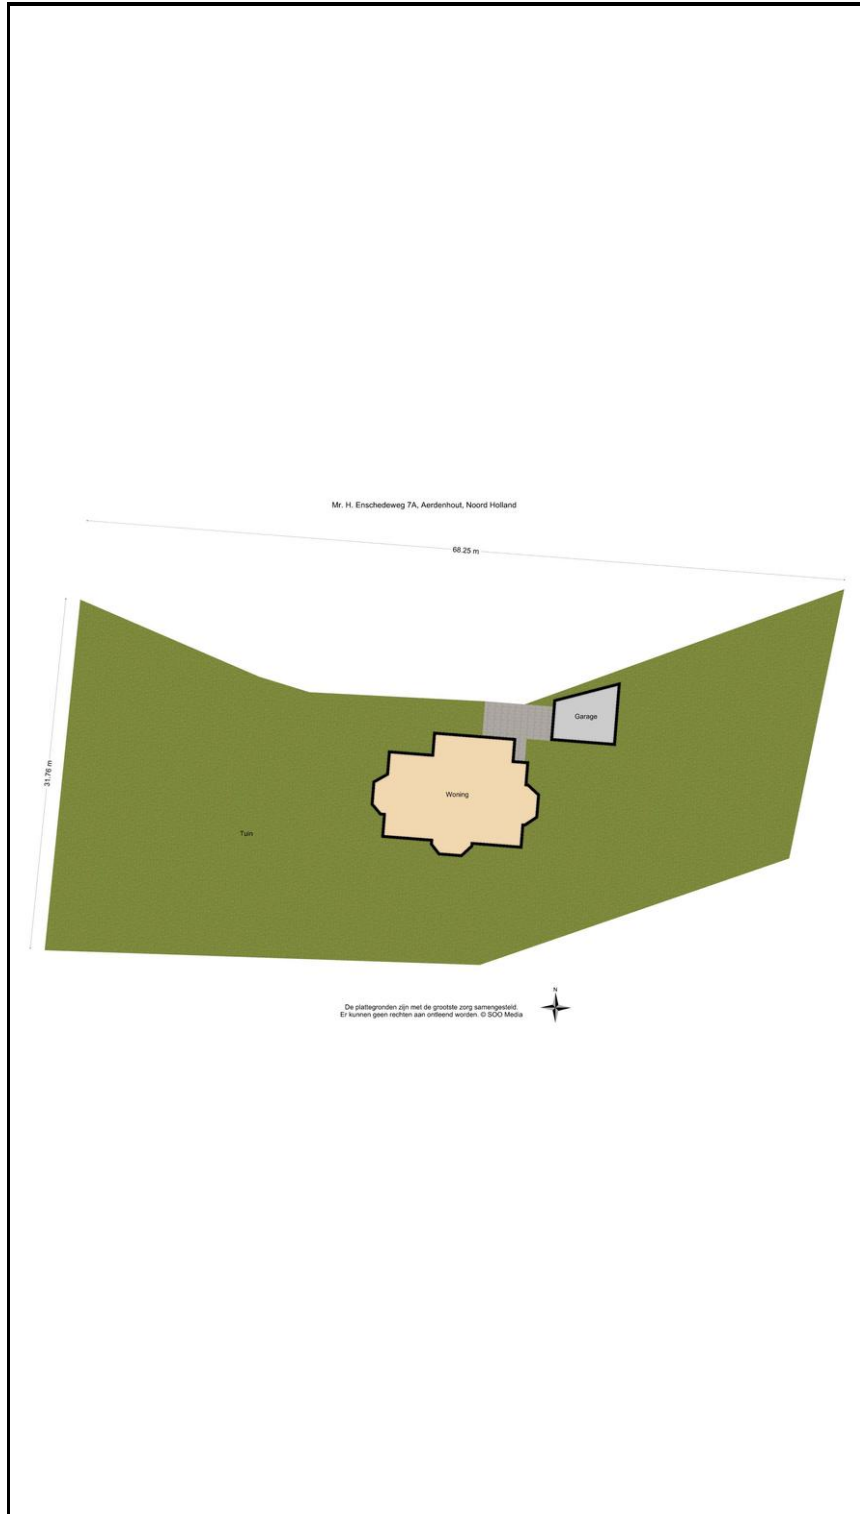 Mr. H. Enschedeweg 7A, Aerdenhout, Noord Holland
68.25 m
31.76 m
Garage
Woning
Tuin
N
De plattegronden zijn met de grootste zorg samengesteld.
Er kunnen geen rechten aan ontleend worden. © SOO Media